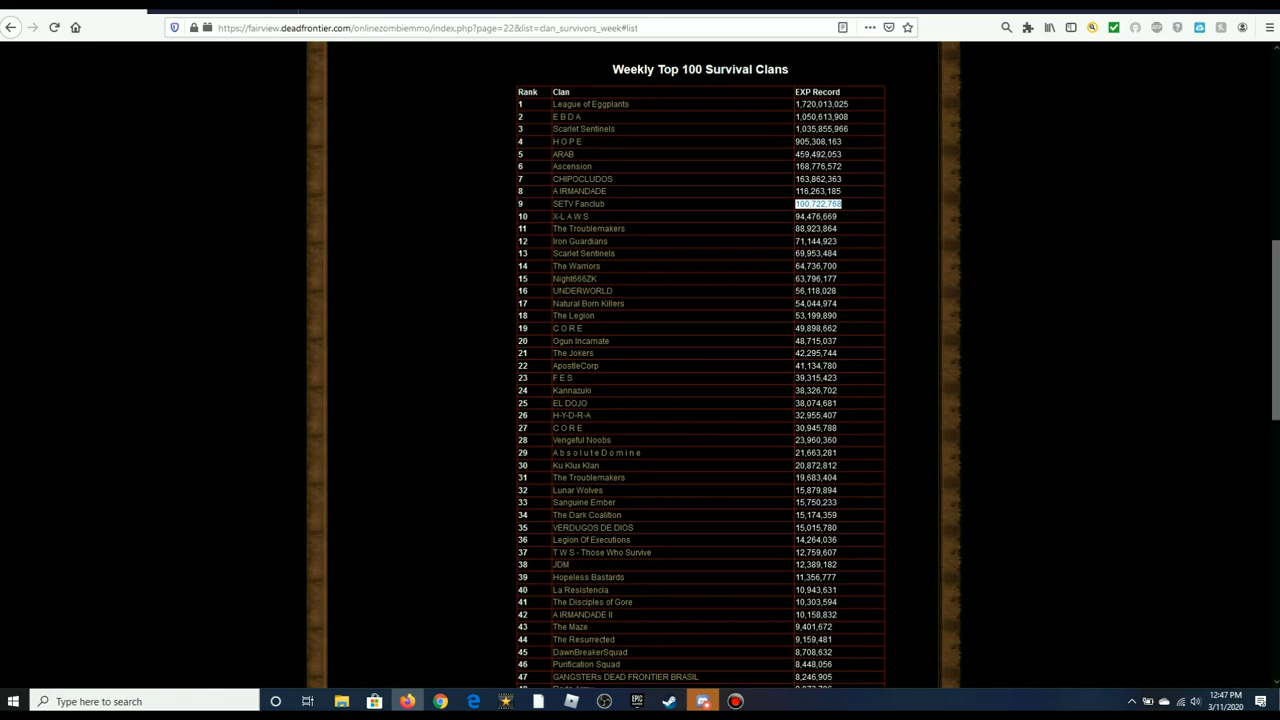 https://fairview.deadfrontier.com/onlinezombiemmo/index.php?page=22&list=clan_survivors_week#list
Weekly Top 100 Survival Clans
Rank Clan EXP Record
1 League of Eggplants 1,720,013,025
2 E B D A 1,050,613,908
3 Scarlet Sentinels 1,035,855,966
4 H O P E 905,308,163
5 ARAB 459,492,053
6 Ascension 168,776,572
7 CHIPOCLUDOS 163,862,363
8 A IRMANDADE 116,263,185
9 SETV Fanclub 100,722,768
10 X-L A W S 94,476,669
11 The Troublemakers 88,923,864
12 Iron Guardians 71,144,923
13 Scarlet Sentinels 69,953,484
14 The Warriors 64,736,700
15 Night666ZK 63,796,177
16 UNDERWORLD 56,118,028
17 Natural Born Killers 54,044,974
18 The Legion 53,199,890
19 C O R E 49,898,662
20 Ogun Incarnate 48,715,037
21 The Jokers 42,295,744
22 ApostleCorp 41,134,780
23 F E S 39,315,423
24 Kannazuki 38,326,702
25 EL DOJO 38,074,681
26 H-Y-D-R-A 32,955,407
27 C O R E 30,945,788
28 Vengeful Noobs 23,960,360
29 A b s o l u t e D o m i n e 21,663,281
30 Ku Klux Klan 20,872,812
31 The Troublemakers 19,683,404
32 Lunar Wolves 15,879,894
33 Sanguine Ember 15,750,233
34 The Dark Coalition 15,174,359
35 VERDUGOS DE DIOS 15,015,780
36 Legion Of Executions 14,264,036
37 T W S - Those Who Survive 12,759,607
38 JDM 12,389,182
39 Hopeless Bastards 11,356,777
40 La Resistencia 10,943,631
41 The Disciples of Gore 10,303,594
42 A IRMANDADE II 10,158,832
43 The Maze 9,401,672
44 The Resurrected 9,159,481
45 DawnBreakerSquad 8,708,632
46 Purification Squad 8,448,056
47 GANGSTERs DEAD FRONTIER BRASIL 8,246,905
Type here to search
12:47 PM
3/11/2020